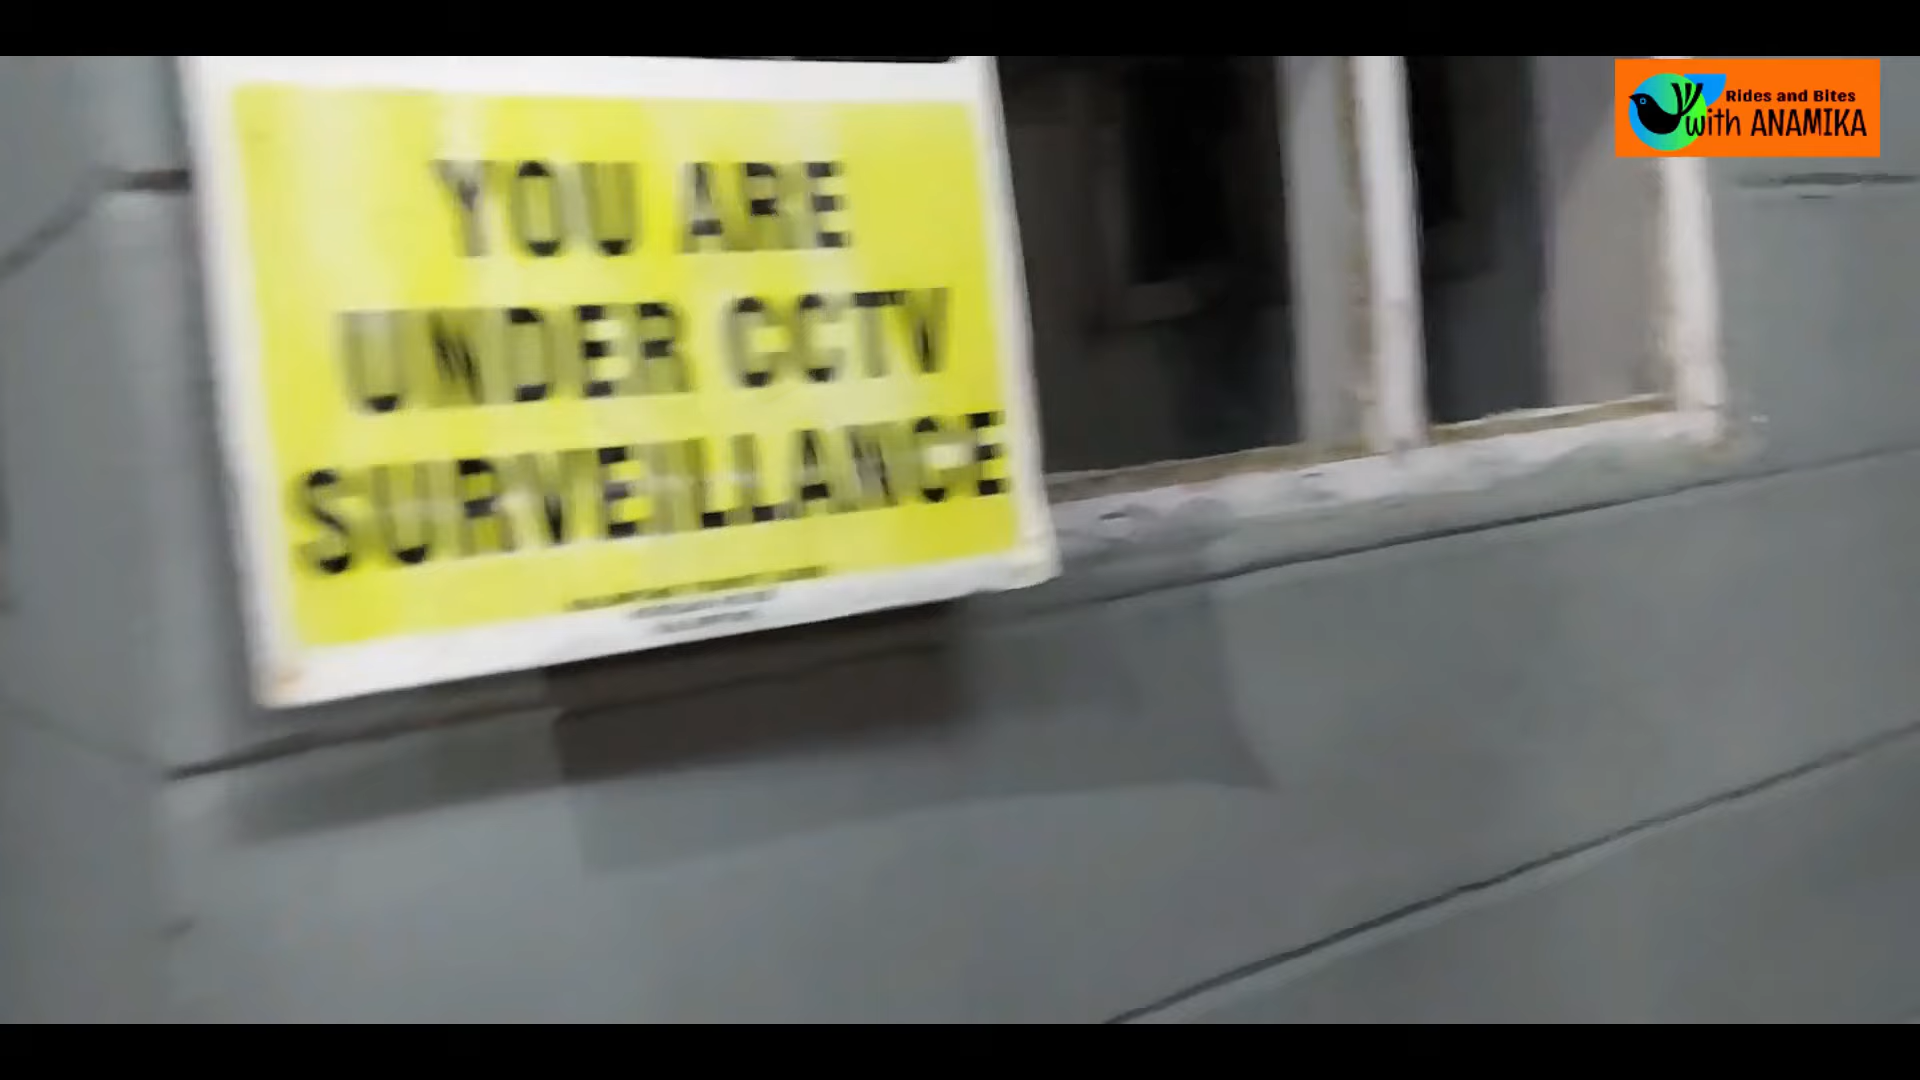 Rides and Bites
with ANAMIKA
YOU ARE
UNDER CCTV
SURVEILLANCE